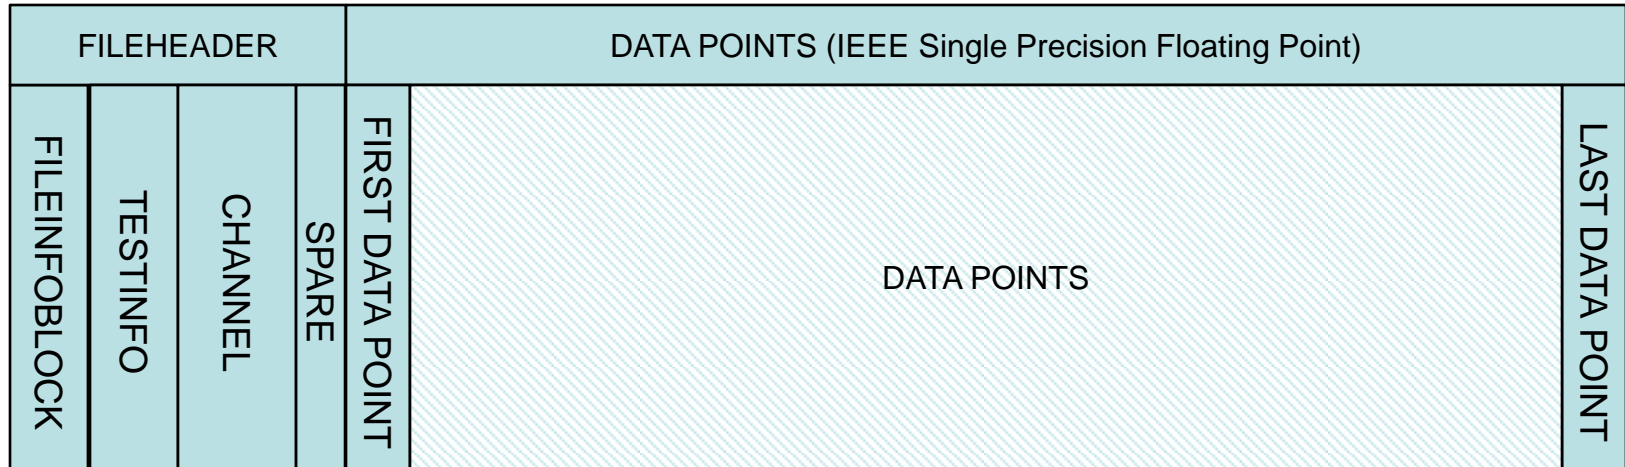 FILEHEADER
DATA POINTS (IEEE Single Precision Floating Point)
FILEINFOBLOCK
TESTINFO
CHANNEL
SPARE
FIRST DATA POINT
DATA POINTS
LAST DATA POINT